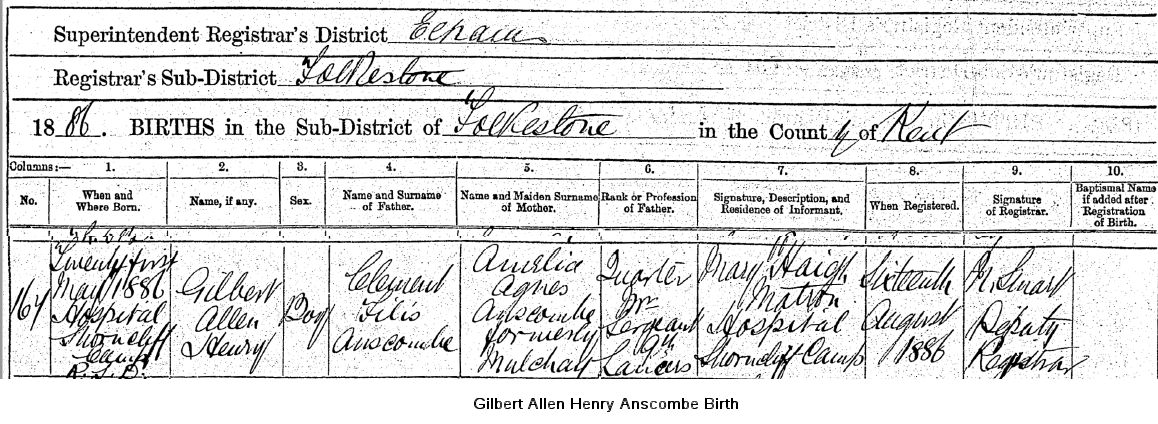 Superintendent Registrar's District Elham
Registrar's Sub-District Folkestone
1886. BIRTHS in the Sub-District of Folkestone in the County of Kent
Columns:— 1. 2. 3. 4. 5. 6. 7. 8. 9. 10.
No. When and Where Born. Name, if any. Sex. Name and Surname of Father. Name and Maiden Surname of Mother. Rank or Profession of Father. Signature, Description, and Residence of Informant. When Registered. Signature of Registrar. Baptismal Name if added after Registration of Birth.
164
Twenty first
May 1886
Hospital
Shorncliff
Camp
R.S.D.
Gilbert
Allen
Henry
Boy
Clement
Anscombe
Amelia
Agnes
Anscombe
formerly
Mulchay
Quarter
Mr
Sergeant
9th
Lancers
Mary Haigh
Matron
Hospital
Shorncliff Camp
Sixteenth
August
1886
Stuart
Deputy
Registrar
Gilbert Allen Henry Anscombe Birth